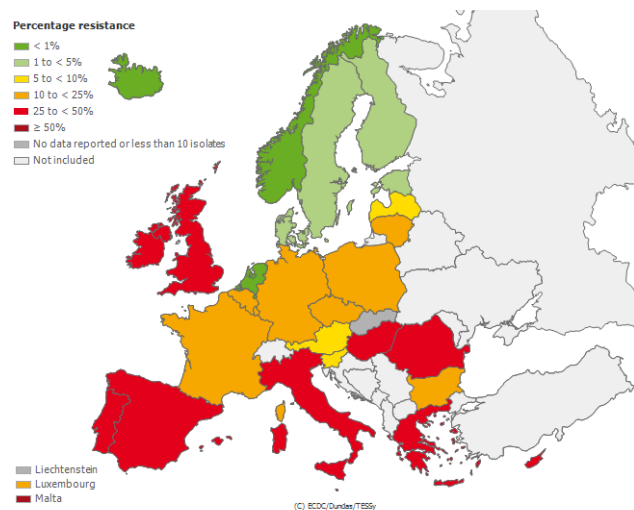 Percentage resistance
< 1%
1 to < 5%
5 to < 10%
10 to < 25%
25 to < 50%
≥ 50%
No data reported or less than 10 isolates
Not included
Liechtenstein
Luxembourg
Malta
(C) ECDC/Dundas/TESSy